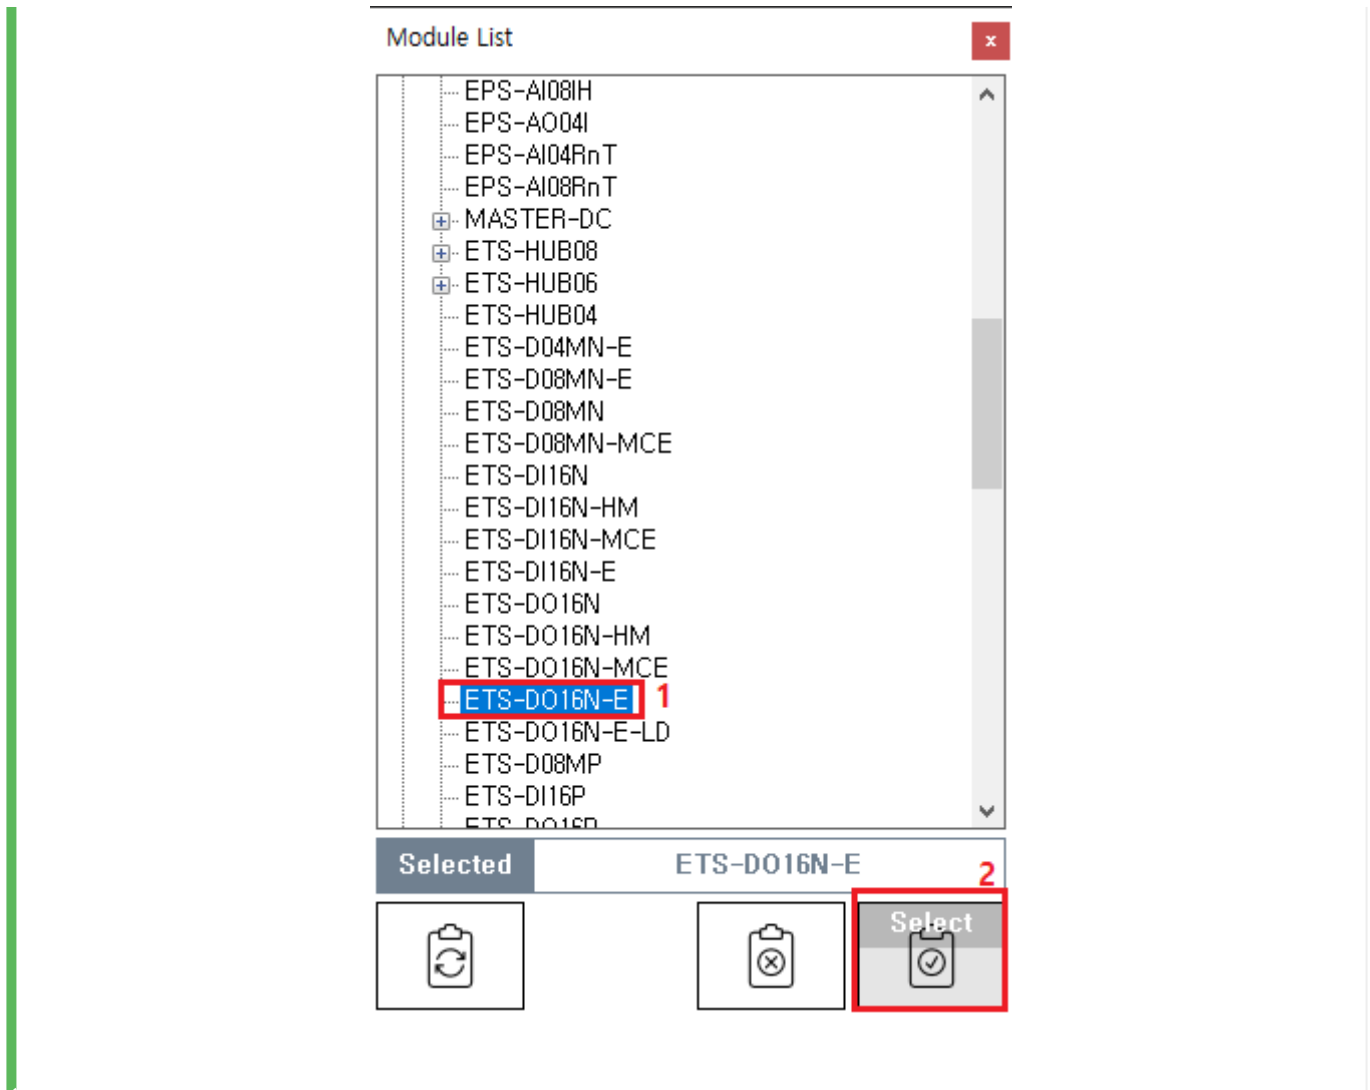 Module List
x
EPS-AI08IH
EPS-AO04I
EPS-AI04RnT
EPS-AI08RnT
MASTER-DC
ETS-HUB08
ETS-HUB06
ETS-HUB04
ETS-D04MN-E
ETS-D08MN-E
ETS-D08MN
ETS-D08MN-MCE
ETS-DI16N
ETS-DI16N-HM
ETS-DI16N-MCE
ETS-DI16N-E
ETS-DO16N
ETS-DO16N-HM
ETS-DO16N-MCE
ETS-DO16N-E 1
ETS-DO16N-E-LD
ETS-D08MP
ETS-DI16P
Selected ETS-DO16N-E 2
Select